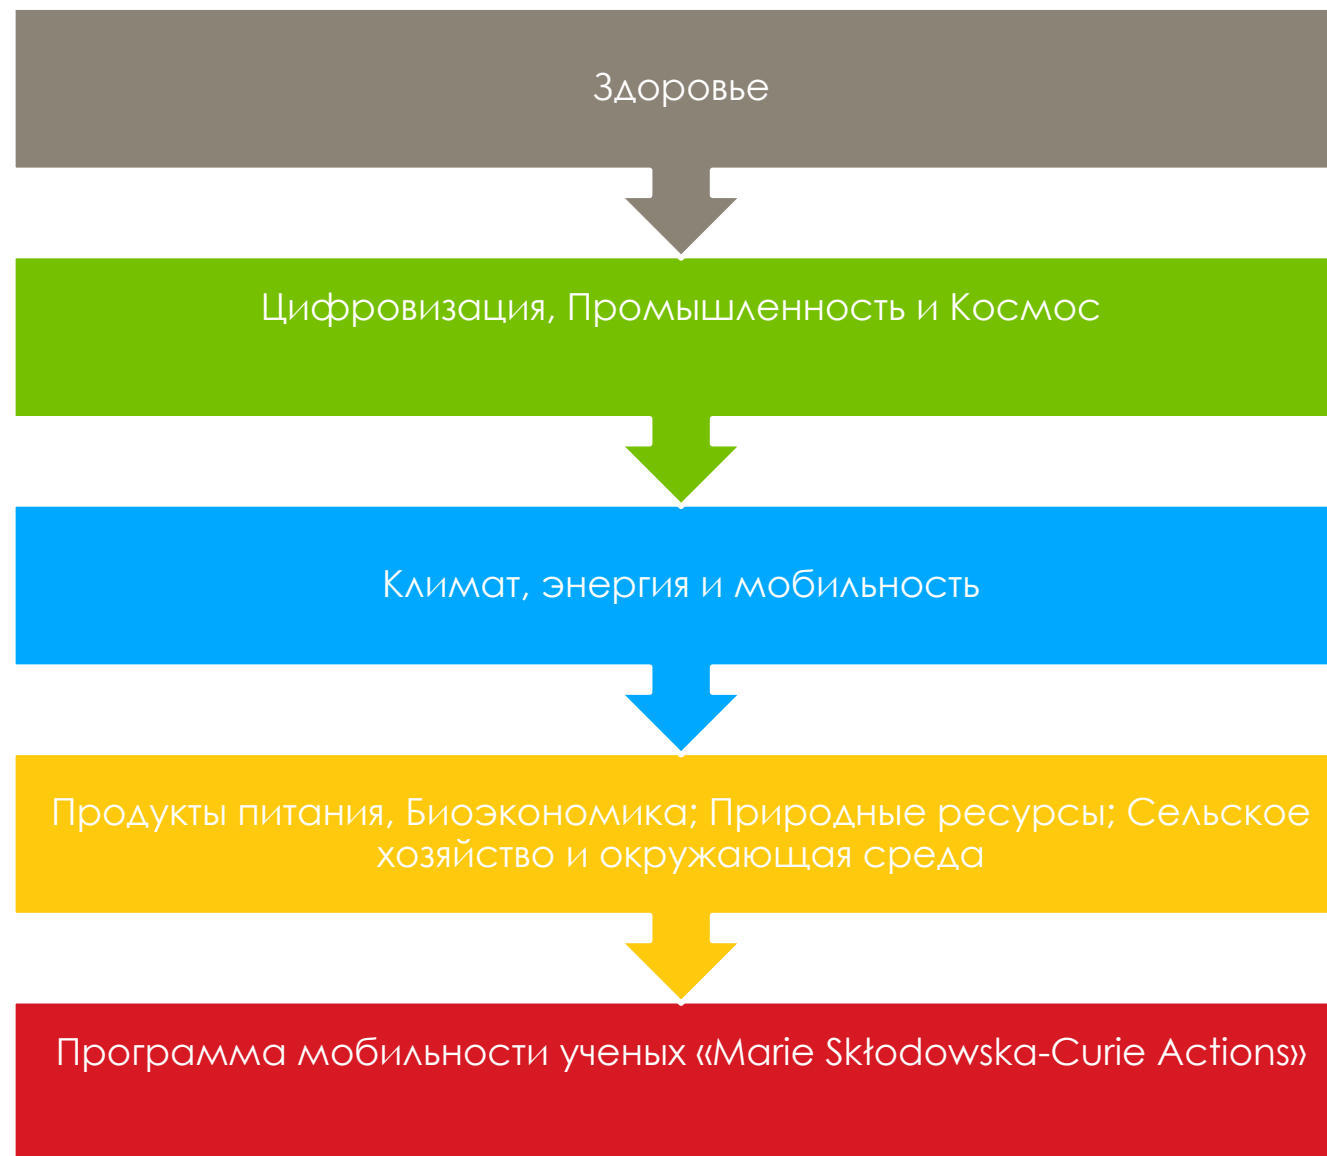 Здоровье
Цифровизация, Промышленность и Космос
Климат, энергия и мобильность
Продукты питания, Биоэкономика; Природные ресурсы; Сельское
хозяйство и окружающая среда
Программа мобильности ученых «Marie Skłodowska-Curie Actions»